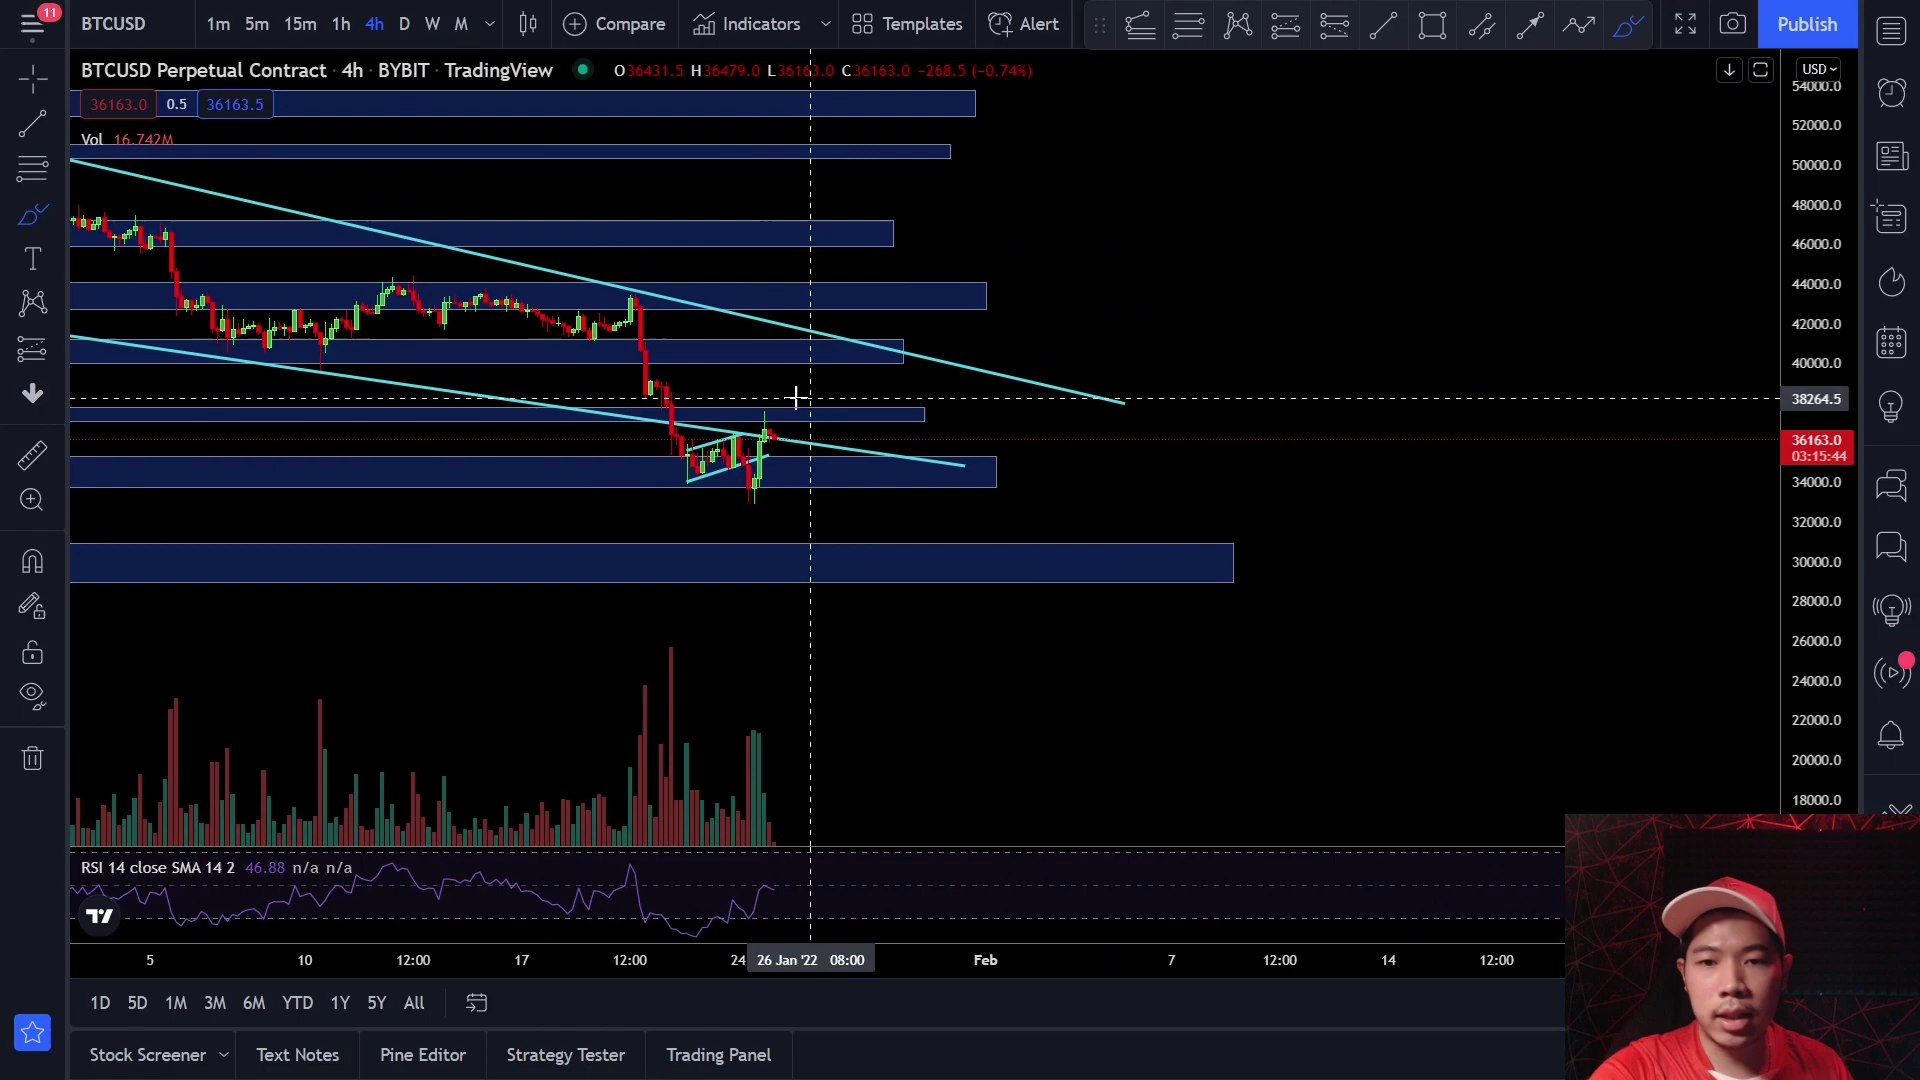 11
BTCUSD
1m 5m 15m 1h 4h D W M
Compare
Indicators
Templates
Alert
Publish
BTCUSD Perpetual Contract · 4h · BYBIT · TradingView
O36431.5 H36479.0 L36163.0 C36163.0 −268.5 (−0.74%)
USD
36163.0 0.5 36163.5
Vol 16.742M
54000.0
52000.0
50000.0
48000.0
46000.0
44000.0
42000.0
40000.0
38264.5
36163.0
03:15:44
34000.0
32000.0
30000.0
28000.0
26000.0
24000.0
22000.0
20000.0
18000.0
RSI 14 close SMA 14 2 46.88 n/a n/a
5 10 12:00 17 12:00 24 26 Jan '22 08:00 Feb 7 12:00 14 12:00
1D 5D 1M 3M 6M YTD 1Y 5Y All
Stock Screener Text Notes Pine Editor Strategy Tester Trading Panel